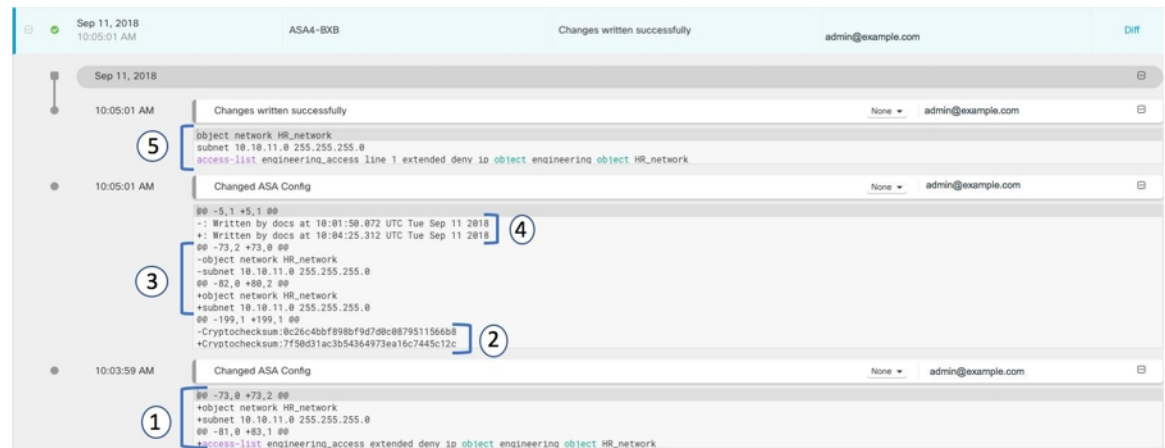 Sep 11, 2018
10:05:01 AM
ASA4-BXB
Changes written successfully
admin@example.com
Diff
Sep 11, 2018
10:05:01 AM
Changes written successfully
None
admin@example.com
5
object network HR_network
subnet 10.10.11.0 255.255.255.0
access-list engineering_access line 1 extended deny ip object engineering object HR_network
10:05:01 AM
Changed ASA Config
None
admin@example.com
@@ -5,1 +5,1 @@
-: Written by docs at 10:01:50.072 UTC Tue Sep 11 2018
+: Written by docs at 10:04:25.312 UTC Tue Sep 11 2018
4
@@ -73,2 +73,0 @@
-object network HR_network
-subnet 10.10.11.0 255.255.255.0
3
@@ -82,0 +80,2 @@
+object network HR_network
+subnet 10.10.11.0 255.255.255.0
@@ -199,1 +199,1 @@
-Cryptochecksum:0c26c4bbf898bf9d7d0c0879511566b8
+Cryptochecksum:7f50d31ac3b54364973ea16c7445c12c
2
10:03:59 AM
Changed ASA Config
None
admin@example.com
@@ -73,0 +73,2 @@
+object network HR_network
+subnet 10.10.11.0 255.255.255.0
1
@@ -81,0 +83,1 @@
+access-list engineering_access extended deny ip object engineering object HR_network